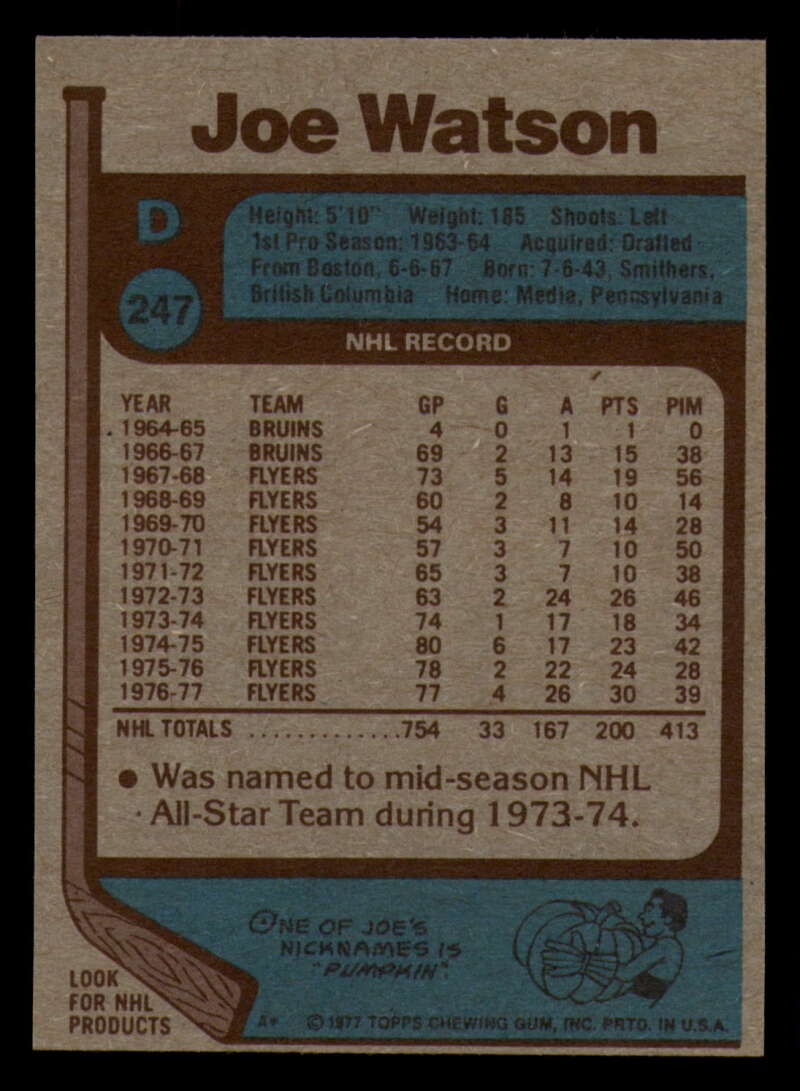 Joe Watson
D
247
Height: 5'10" Weight: 185 Shoots: Left
1st Pro Season: 1963-64 Acquired: Drafted
From Boston, 6-6-67 Born: 7-6-43, Smithers,
British Columbia Home: Media, Pennsylvania
NHL RECORD
YEAR TEAM GP G A PTS PIM
1964-65 BRUINS 4 0 1 1 0
1966-67 BRUINS 69 2 13 15 38
1967-68 FLYERS 73 5 14 19 56
1968-69 FLYERS 60 2 8 10 14
1969-70 FLYERS 54 3 11 14 28
1970-71 FLYERS 57 3 7 10 50
1971-72 FLYERS 65 3 7 10 38
1972-73 FLYERS 63 2 24 26 46
1973-74 FLYERS 74 1 17 18 34
1974-75 FLYERS 80 6 17 23 42
1975-76 FLYERS 78 2 22 24 28
1976-77 FLYERS 77 4 26 30 39
NHL TOTALS .............754 33 167 200 413
● Was named to mid-season NHL
All-Star Team during 1973-74.
ONE OF JOE'S
NICKNAMES IS
"PUMPKIN".
LOOK
FOR NHL
PRODUCTS
A* © 1977 TOPPS CHEWING GUM, INC. PRTD. IN U.S.A.